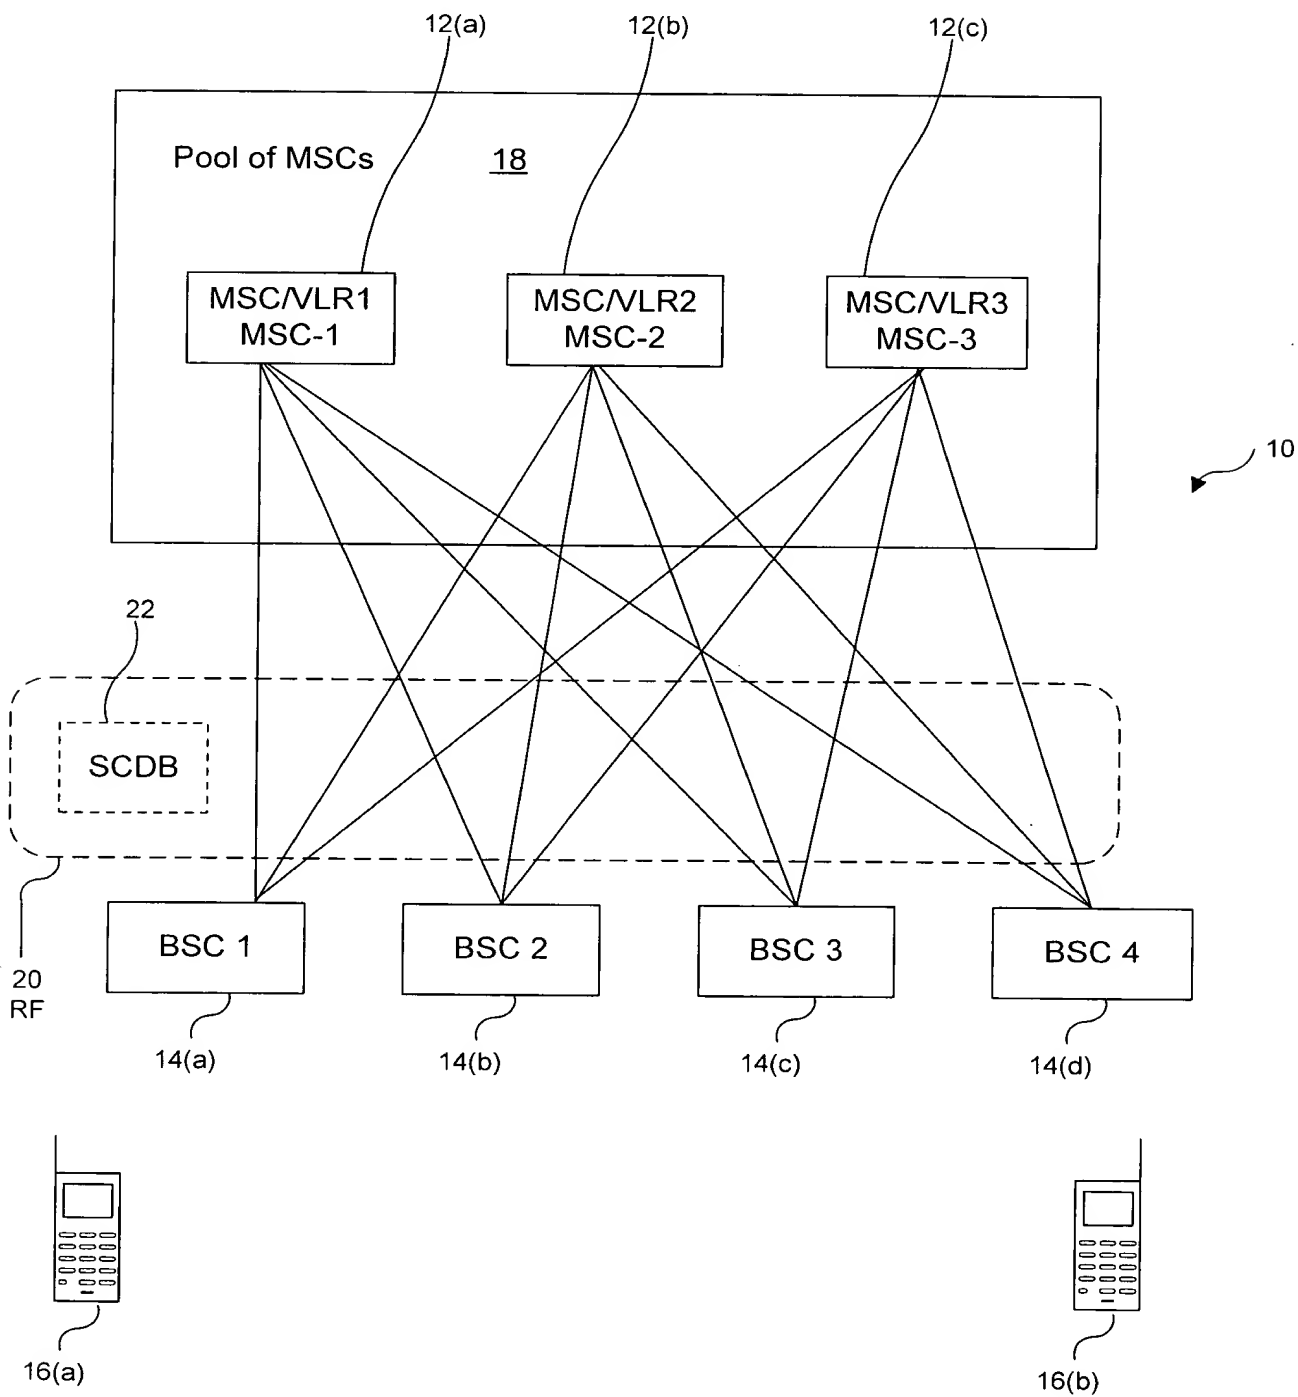 12(a)
12(b)
12(c)
Pool of MSCs
18
MSC/VLR1
MSC-1
MSC/VLR2
MSC-2
MSC/VLR3
MSC-3
10
22
SCDB
BSC 1
BSC 2
BSC 3
BSC 4
20
RF
14(a)
14(b)
14(c)
14(d)
16(a)
16(b)